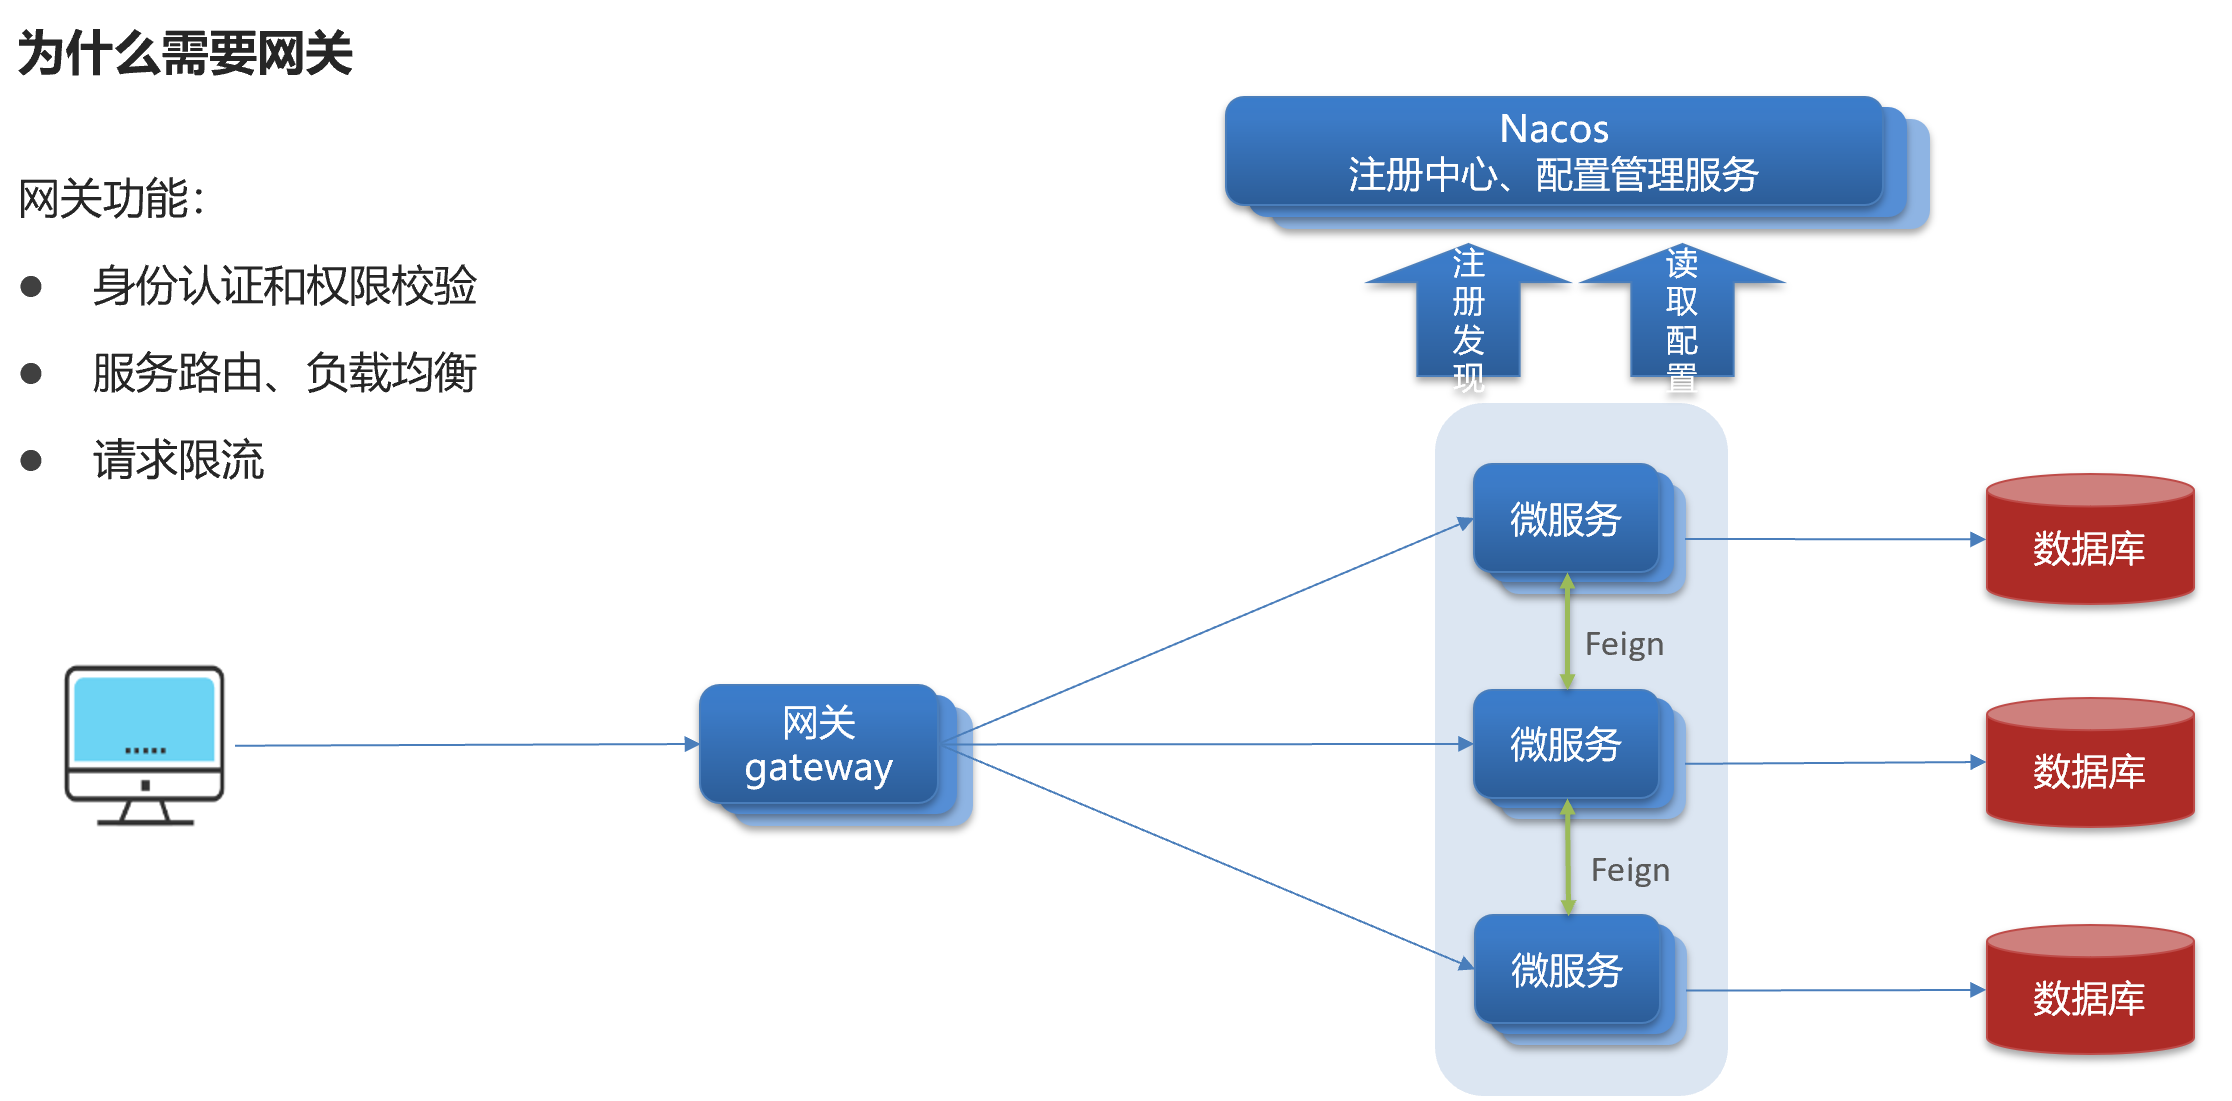 为什么需要网关
网关功能：
● 身份认证和权限校验
● 服务路由、负载均衡
● 请求限流
Nacos
注册中心、配置管理服务
注册发现
读取配置
微服务
Feign
微服务
Feign
微服务
网关
gateway
数据库
数据库
数据库